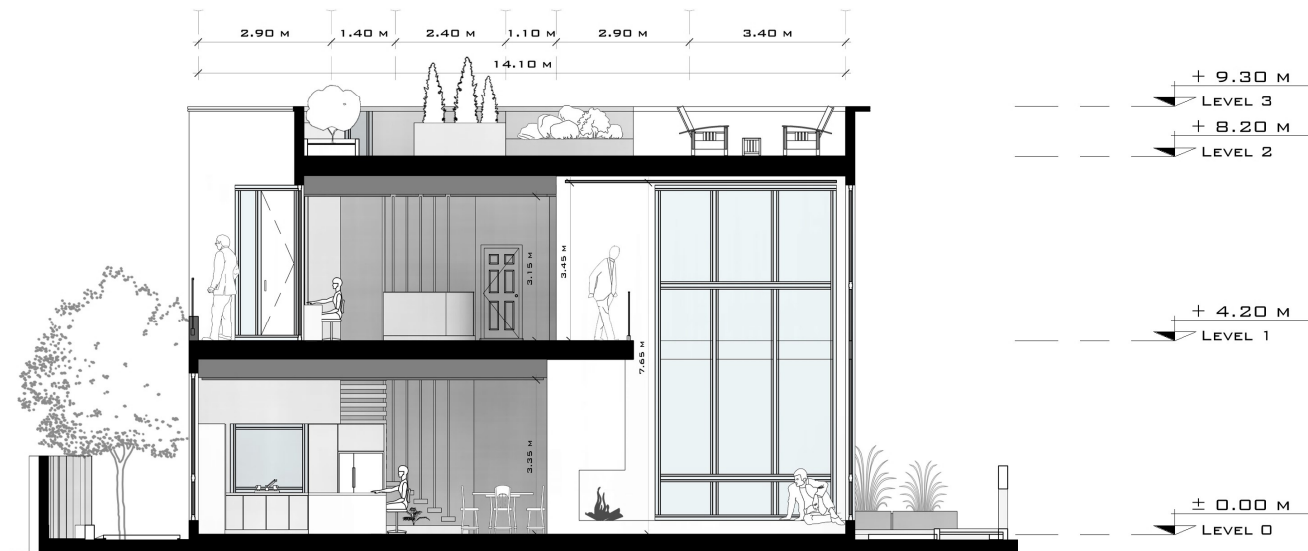 2.90 M 1.40 M 2.40 M 1.10 M 2.90 M 3.40 M
14.10 M
+ 9.30 M
LEVEL 3
+ 8.20 M
LEVEL 2
3.15 M
3.45 M
+ 4.20 M
LEVEL 1
7.65 M
3.35 M
± 0.00 M
LEVEL 0